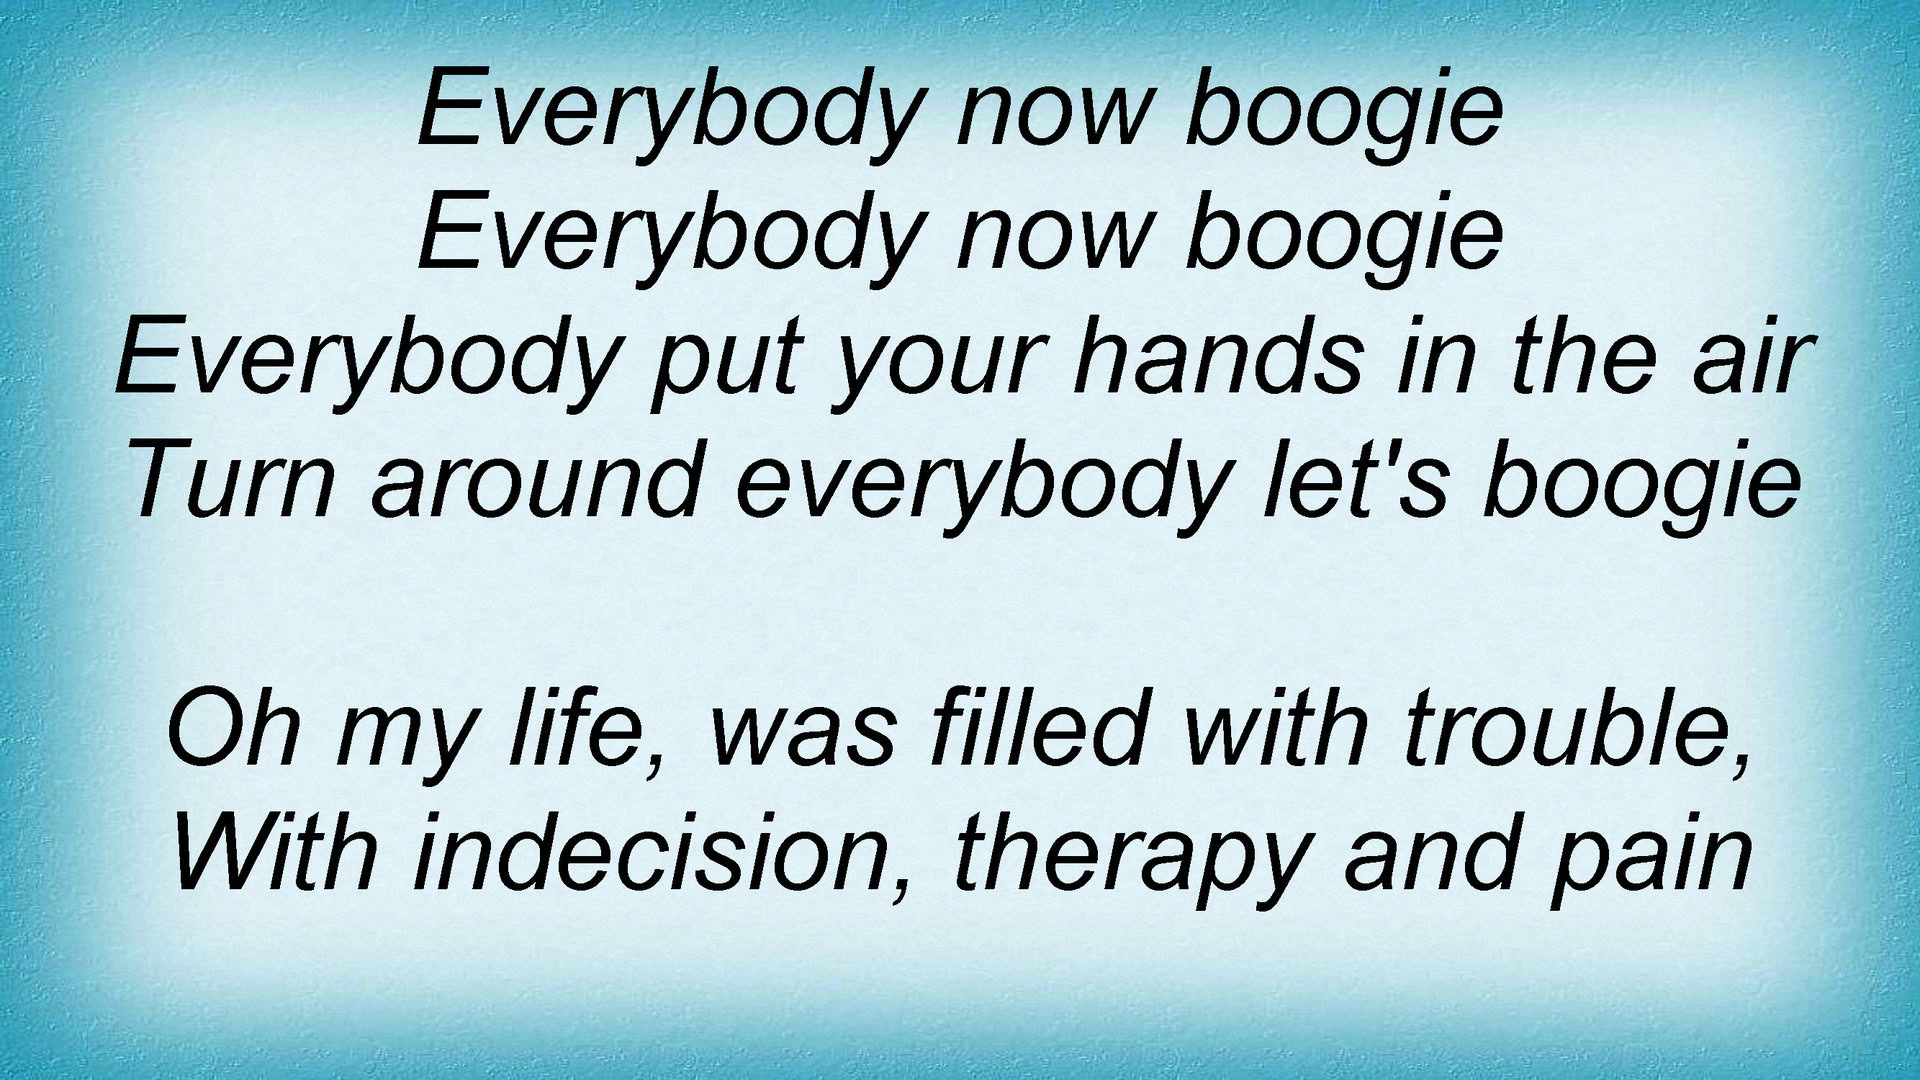 Everybody now boogie
Everybody now boogie
Everybody put your hands in the air
Turn around everybody let's boogie
Oh my life, was filled with trouble,
With indecision, therapy and pain